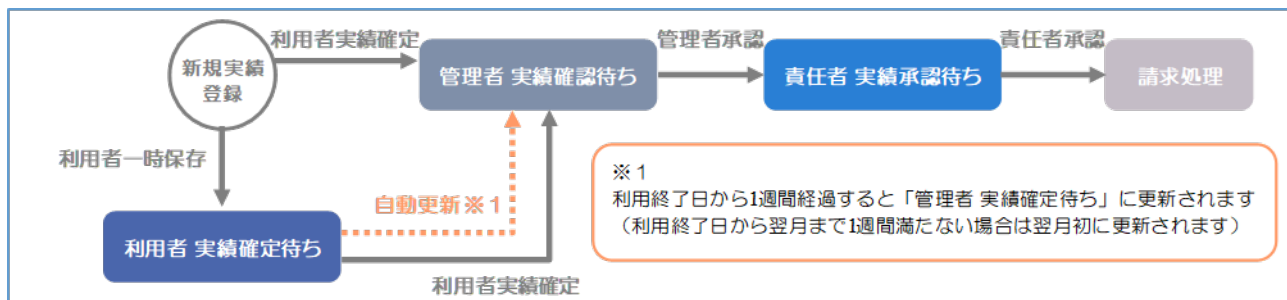 利用者実績確定
管理者承認
責任者承認
新規実績
登録
管理者 実績確認待ち
責任者 実績承認待ち
請求処理
利用者一時保存
自動更新※1
利用者 実績確定待ち
利用者実績確定
※1
利用終了日から1週間経過すると「管理者 実績確定待ち」に更新されます
（利用終了日から翌月まで1週間満たない場合は翌月初に更新されます）